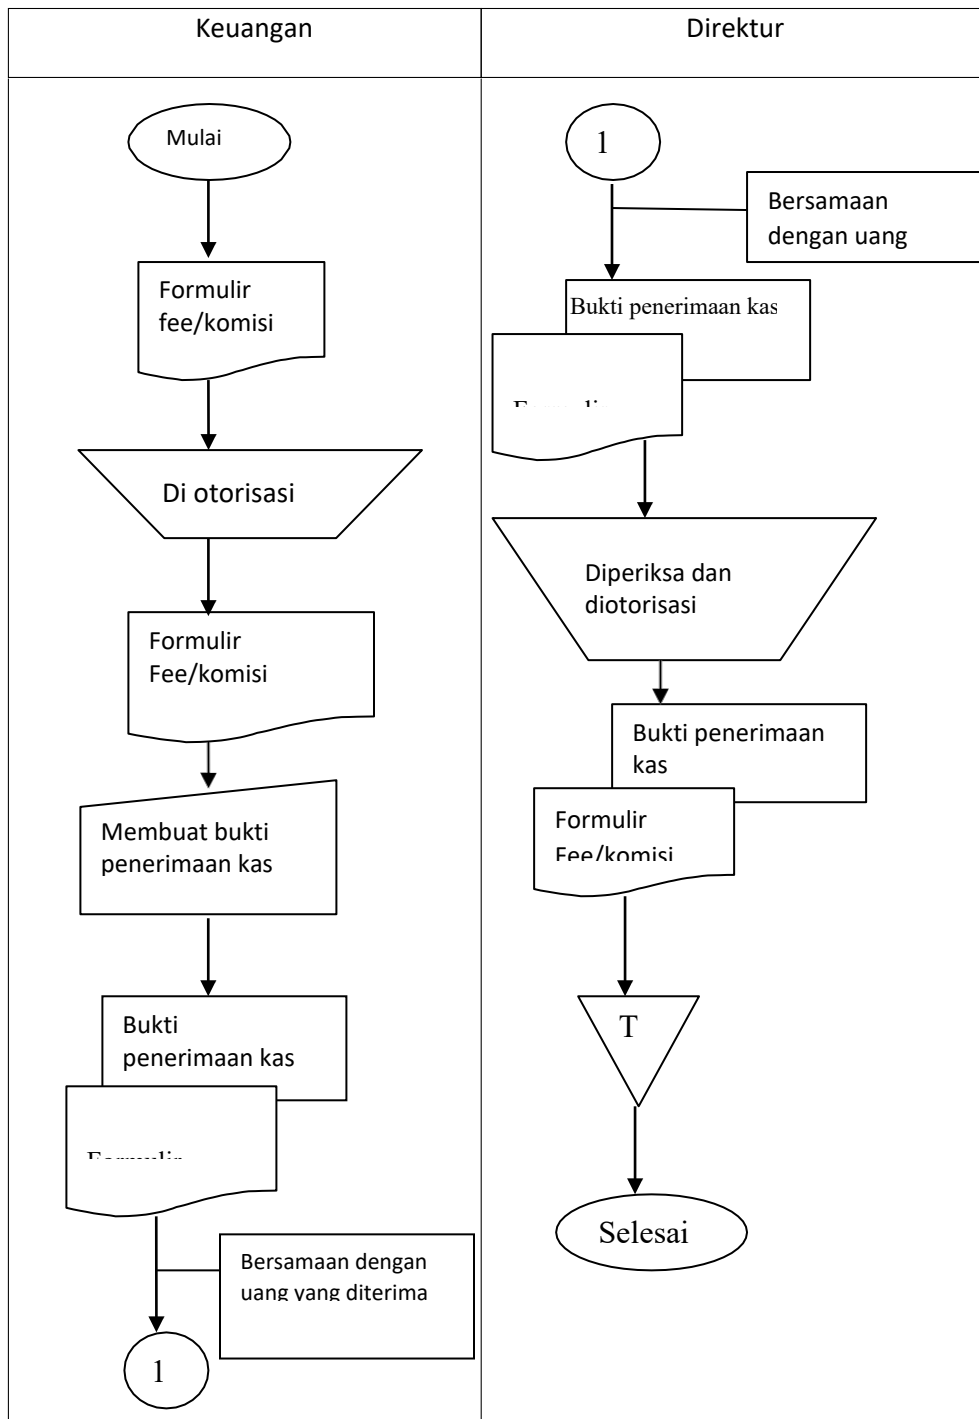 Keuangan
Direktur
Mulai
Formulir
fee/komisi
Di otorisasi
Formulir
Fee/komisi
Membuat bukti
penerimaan kas
Bukti
penerimaan kas
Formulir
Bersamaan dengan
uang yang diterima
1
1
Bersamaan
dengan uang
Bukti penerimaan kas
Formulir
Diperiksa dan
diotorisasi
Bukti penerimaan
kas
Formulir
Fee/komisi
T
Selesai